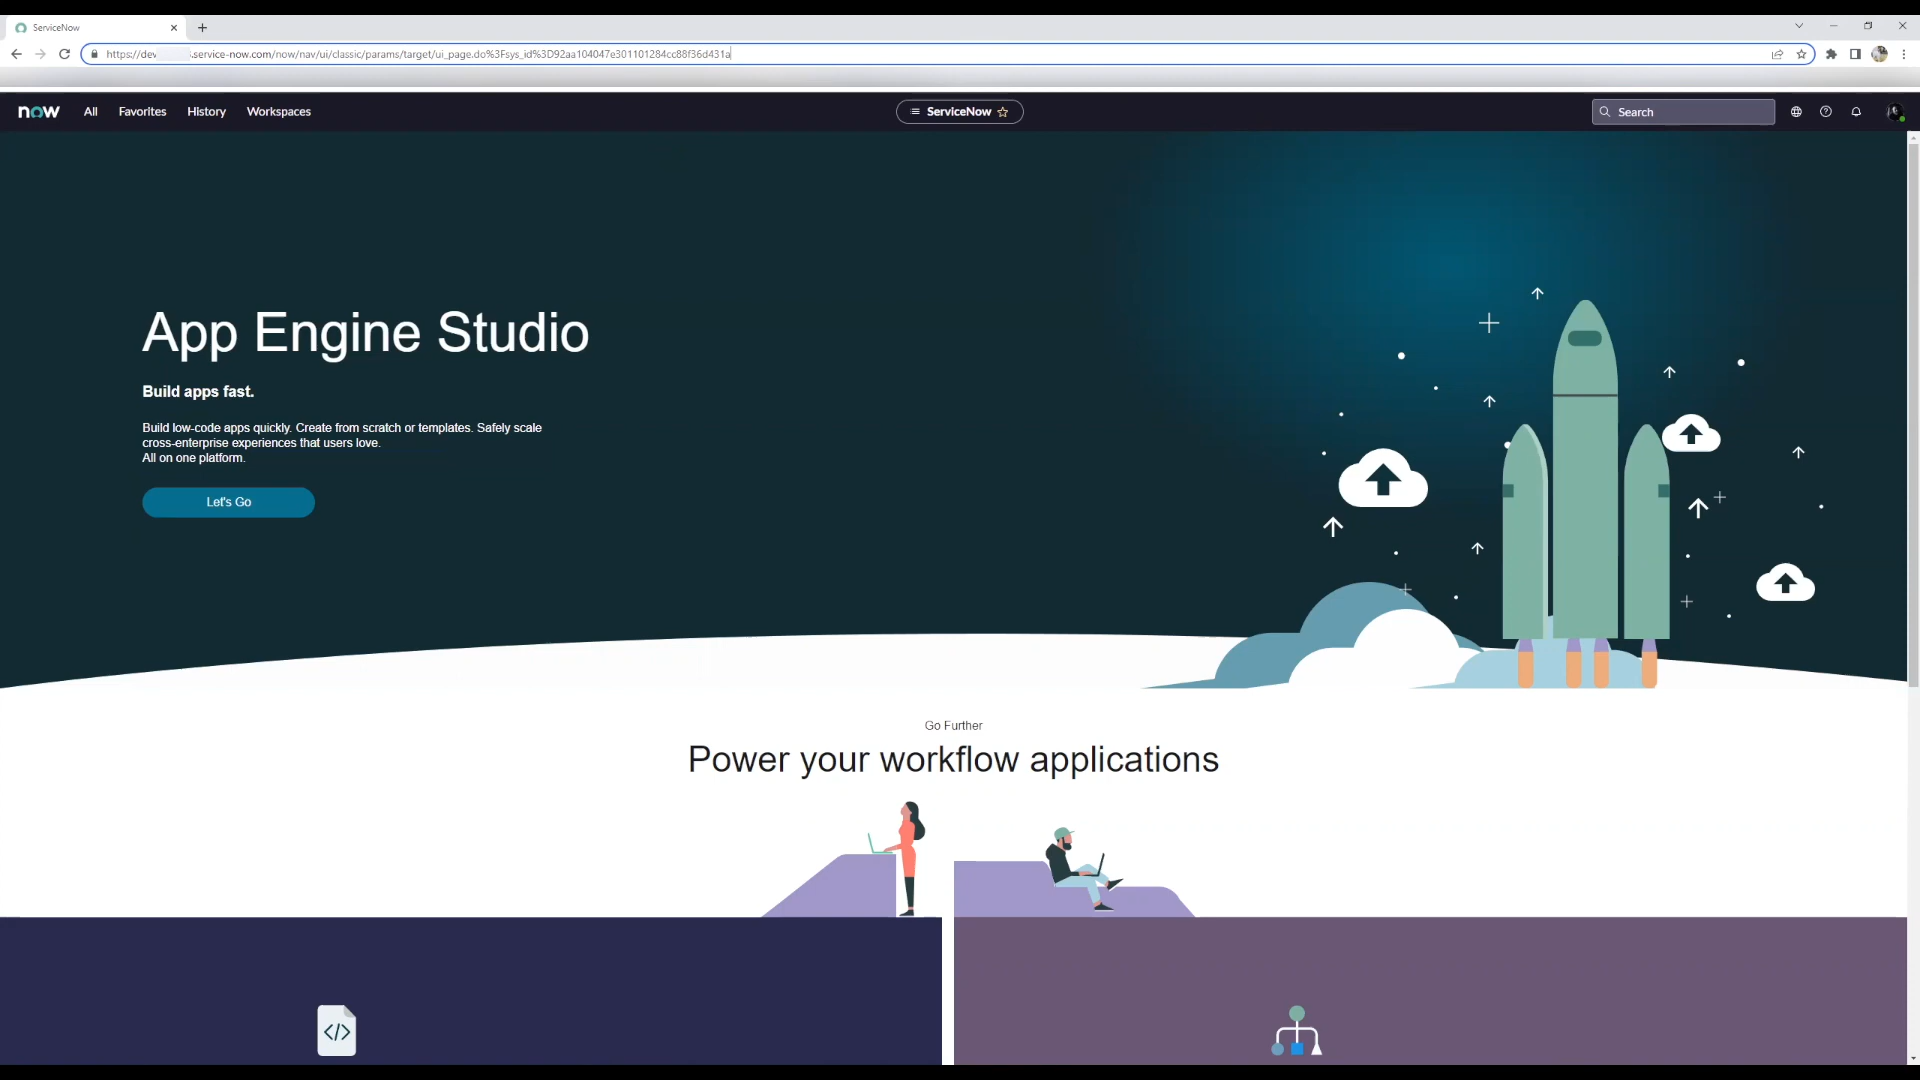 ServiceNow
https://dev .service-now.com/now/nav/ui/classic/params/target/ui_page.do%3Fsys_id%3D92aa104047e301101284cc88f36d431a
now All Favorites History Workspaces ServiceNow Search
App Engine Studio
Build apps fast.
Build low-code apps quickly. Create from scratch or templates. Safely scale
cross-enterprise experiences that users love.
All on one platform.
Let's Go
Go Further
Power your workflow applications